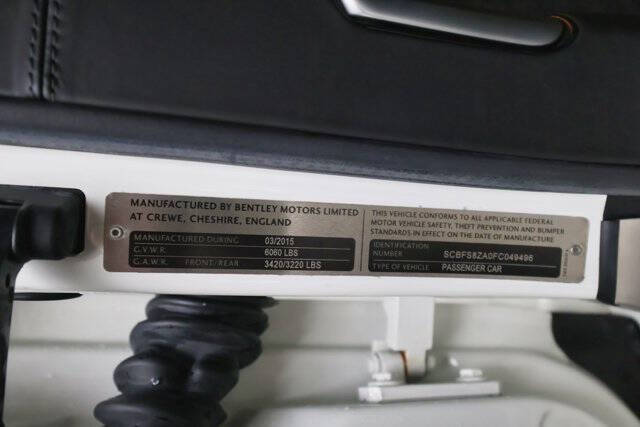 MANUFACTURED BY BENTLEY MOTORS LIMITED
AT CREWE, CHESHIRE, ENGLAND
MANUFACTURED DURING 03/2015
G.V.W.R. 6060 LBS
G.A.W.R. FRONT/REAR 3420/3220 LBS
THIS VEHICLE CONFORMS TO ALL APPLICABLE FEDERAL
MOTOR VEHICLE SAFETY, THEFT PREVENTION AND BUMPER
STANDARDS IN EFFECT ON THE DATE OF MANUFACTURE
IDENTIFICATION
NUMBER SCBFS8ZA0FC049496
TYPE OF VEHICLE PASSENGER CAR